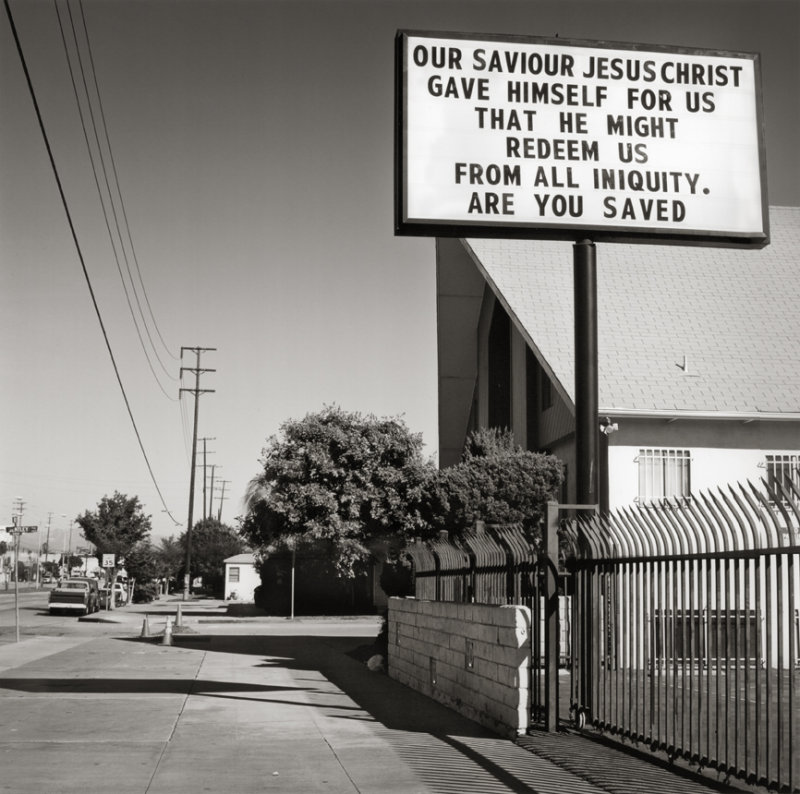 OUR SAVIOUR JESUS CHRIST
GAVE HIMSELF FOR US
THAT HE MIGHT
REDEEM US
FROM ALL INIQUITY.
ARE YOU SAVED
35